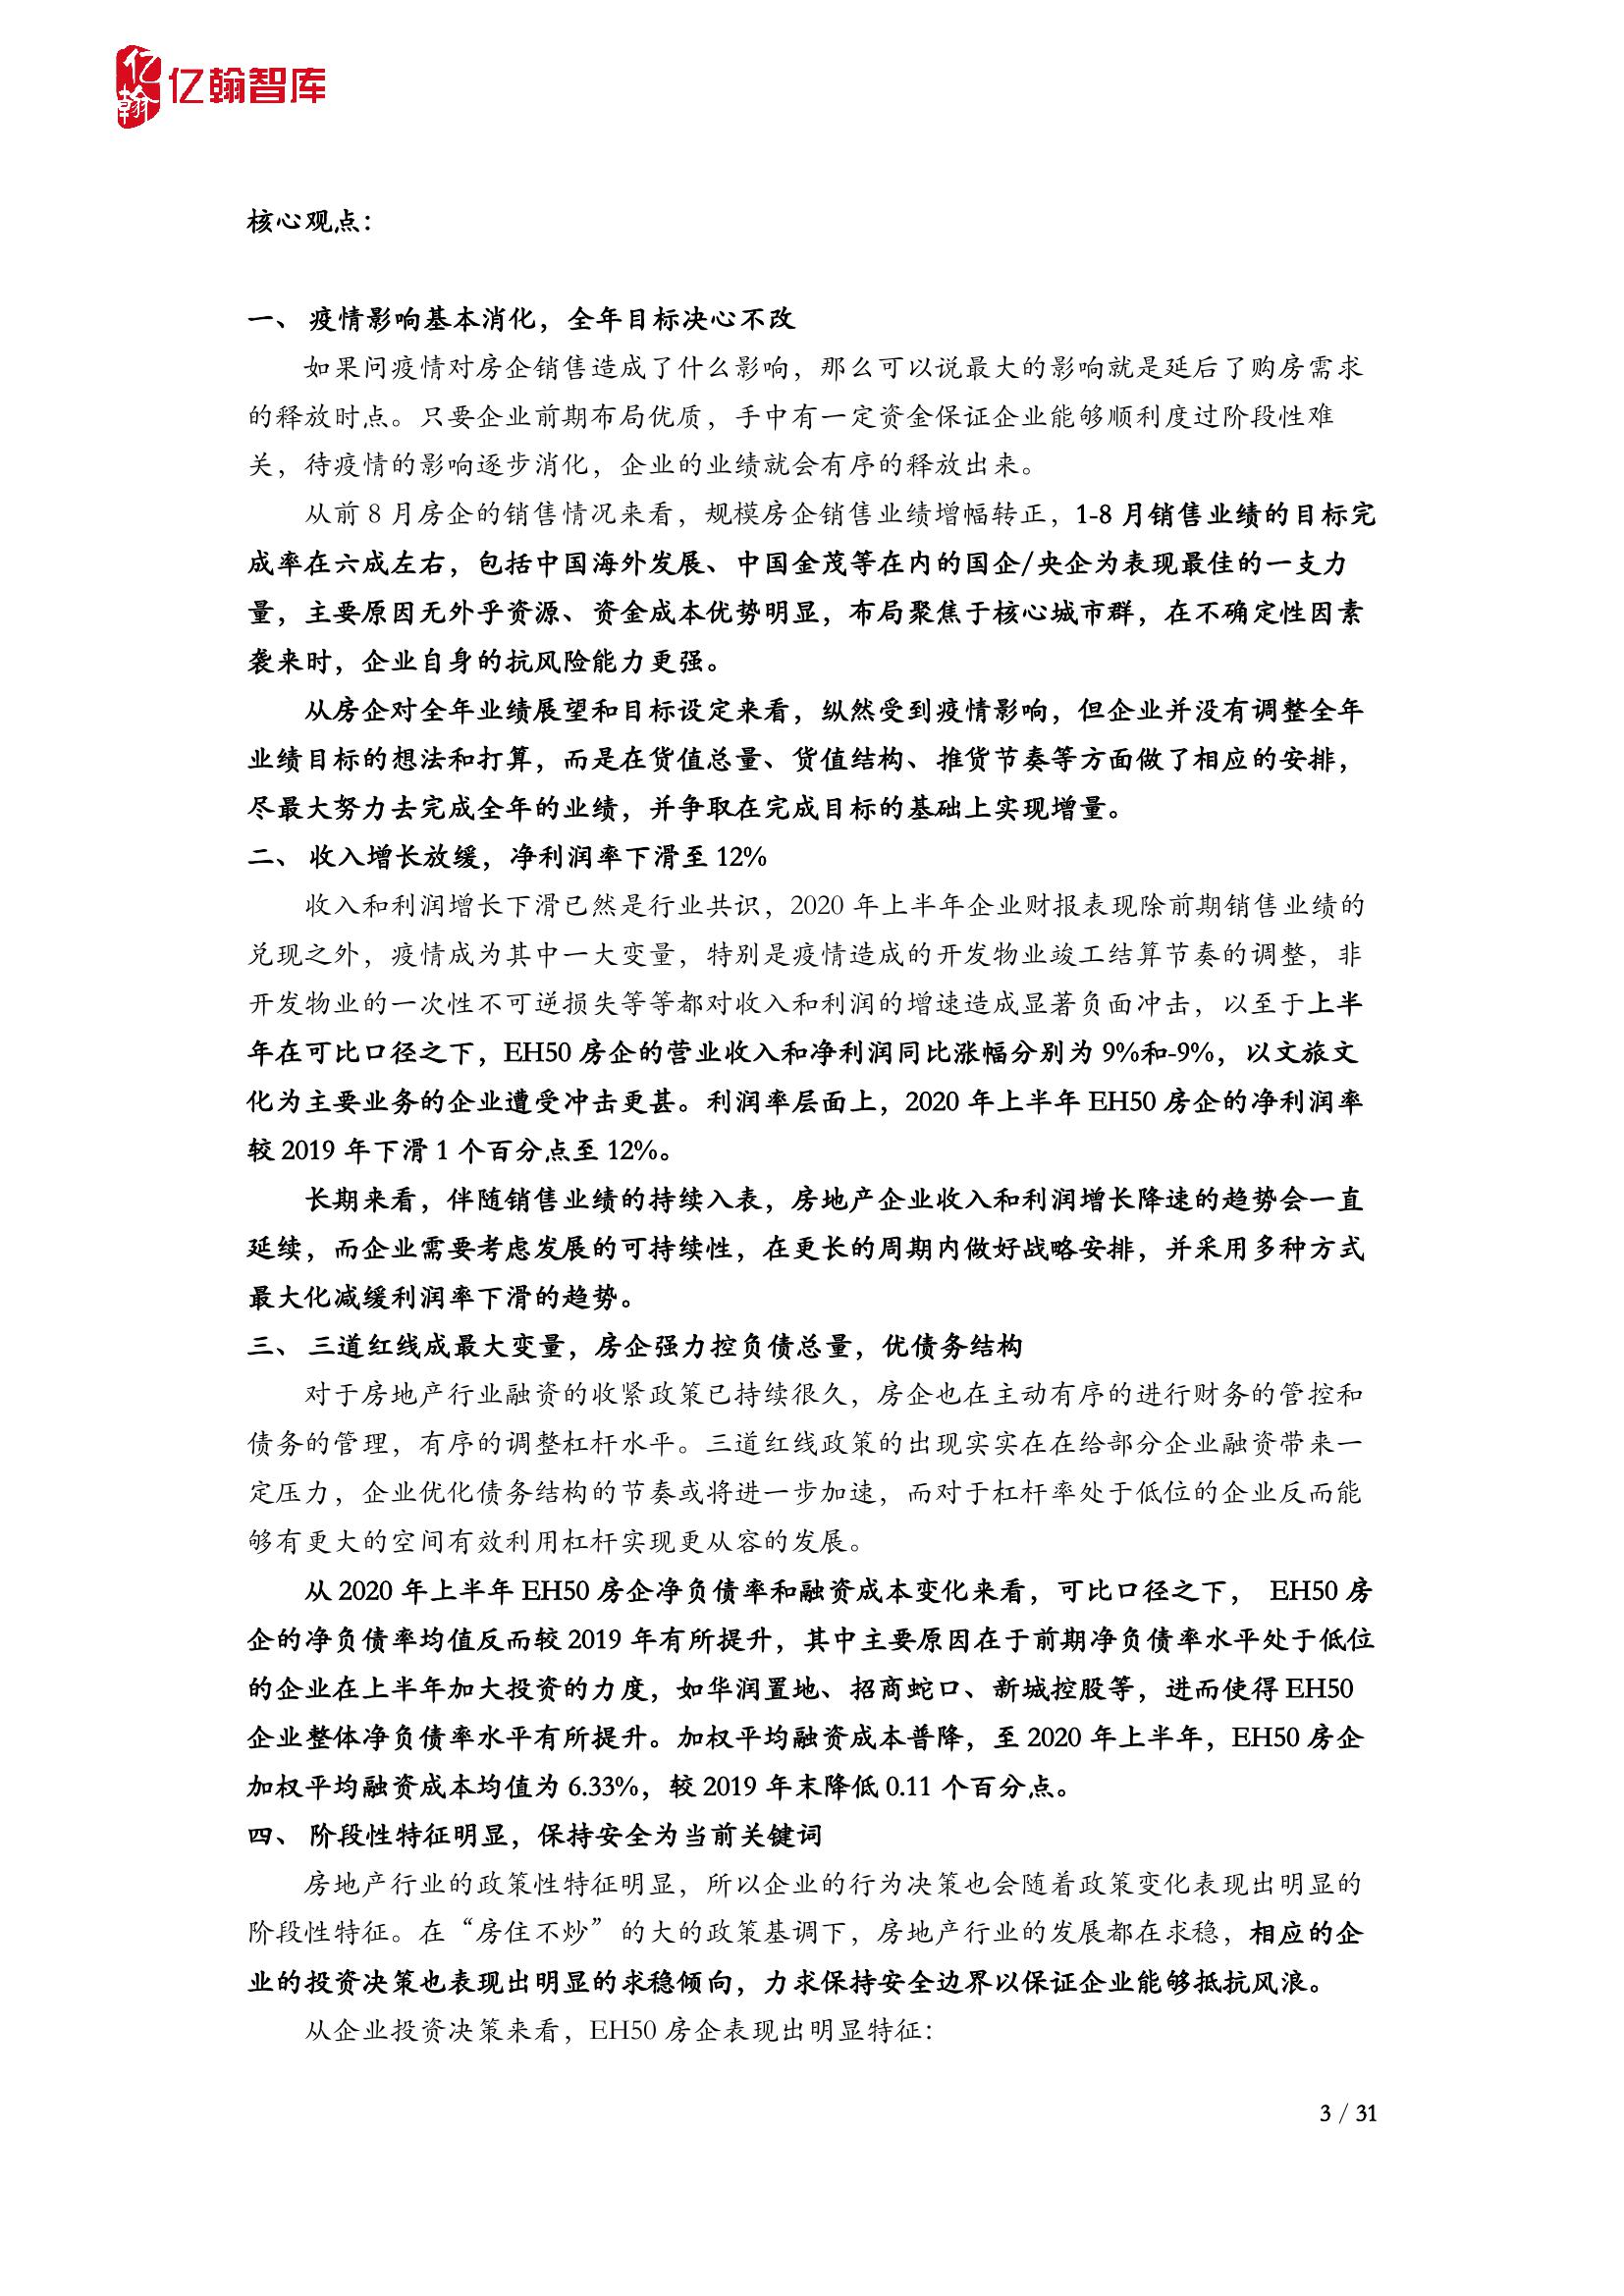 亿翰
亿翰智库
核心观点：
一、 疫情影响基本消化，全年目标决心不改
如果问疫情对房企销售造成了什么影响，那么可以说最大的影响就是延后了购房需求
的释放时点。只要企业前期布局优质，手中有一定资金保证企业能够顺利度过阶段性难
关，待疫情的影响逐步消化，企业的业绩就会有序的释放出来。
从前 8 月房企的销售情况来看，规模房企销售业绩增幅转正，1-8 月销售业绩的目标完
成率在六成左右，包括中国海外发展、中国金茂等在内的国企/央企为表现最佳的一支力
量，主要原因无外乎资源、资金成本优势明显，布局聚焦于核心城市群，在不确定性因素
袭来时，企业自身的抗风险能力更强。
从房企对全年业绩展望和目标设定来看，纵然受到疫情影响，但企业并没有调整全年
业绩目标的想法和打算，而是在货值总量、货值结构、推货节奏等方面做了相应的安排，
尽最大努力去完成全年的业绩，并争取在完成目标的基础上实现增量。
二、 收入增长放缓，净利润率下滑至 12%
收入和利润增长下滑已然是行业共识，2020 年上半年企业财报表现除前期销售业绩的
兑现之外，疫情成为其中一大变量，特别是疫情造成的开发物业竣工结算节奏的调整，非
开发物业的一次性不可逆损失等等都对收入和利润的增速造成显著负面冲击，以至于上半
年在可比口径之下，EH50 房企的营业收入和净利润同比涨幅分别为 9%和-9%，以文旅文
化为主要业务的企业遭受冲击更甚。利润率层面上，2020 年上半年 EH50 房企的净利润率
较 2019 年下滑 1 个百分点至 12%。
长期来看，伴随销售业绩的持续入表，房地产企业收入和利润增长降速的趋势会一直
延续，而企业需要考虑发展的可持续性，在更长的周期内做好战略安排，并采用多种方式
最大化减缓利润率下滑的趋势。
三、 三道红线成最大变量，房企强力控负债总量，优债务结构
对于房地产行业融资的收紧政策已持续很久，房企也在主动有序的进行财务的管控和
债务的管理，有序的调整杠杆水平。三道红线政策的出现实实在在给部分企业融资带来一
定压力，企业优化债务结构的节奏或将进一步加速，而对于杠杆率处于低位的企业反而能
够有更大的空间有效利用杠杆实现更从容的发展。
从 2020 年上半年 EH50 房企净负债率和融资成本变化来看，可比口径之下， EH50 房
企的净负债率均值反而较 2019 年有所提升，其中主要原因在于前期净负债率水平处于低位
的企业在上半年加大投资的力度，如华润置地、招商蛇口、新城控股等，进而使得 EH50
企业整体净负债率水平有所提升。加权平均融资成本普降，至 2020 年上半年，EH50 房企
加权平均融资成本均值为 6.33%，较 2019 年末降低 0.11 个百分点。
四、 阶段性特征明显，保持安全为当前关键词
房地产行业的政策性特征明显，所以企业的行为决策也会随着政策变化表现出明显的
阶段性特征。在“房住不炒”的大的政策基调下，房地产行业的发展都在求稳，相应的企
业的投资决策也表现出明显的求稳倾向，力求保持安全边界以保证企业能够抵抗风浪。
从企业投资决策来看，EH50 房企表现出明显特征：
3 / 31